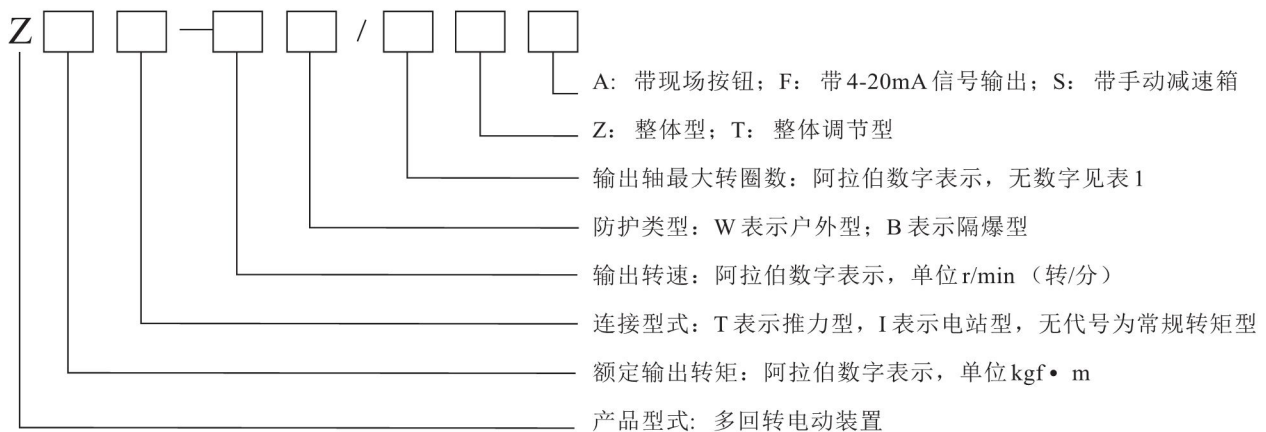 Z□□—□□/□□□
A: 带现场按钮；F: 带4-20mA信号输出；S: 带手动减速箱
Z: 整体型；T: 整体调节型
输出轴最大转圈数：阿拉伯数字表示，无数字见表1
防护类型：W表示户外型；B表示隔爆型
输出转速：阿拉伯数字表示，单位r/min（转/分）
连接型式：T表示推力型，I表示电站型，无代号为常规转矩型
额定输出转矩：阿拉伯数字表示，单位kgf• m
产品型式: 多回转电动装置